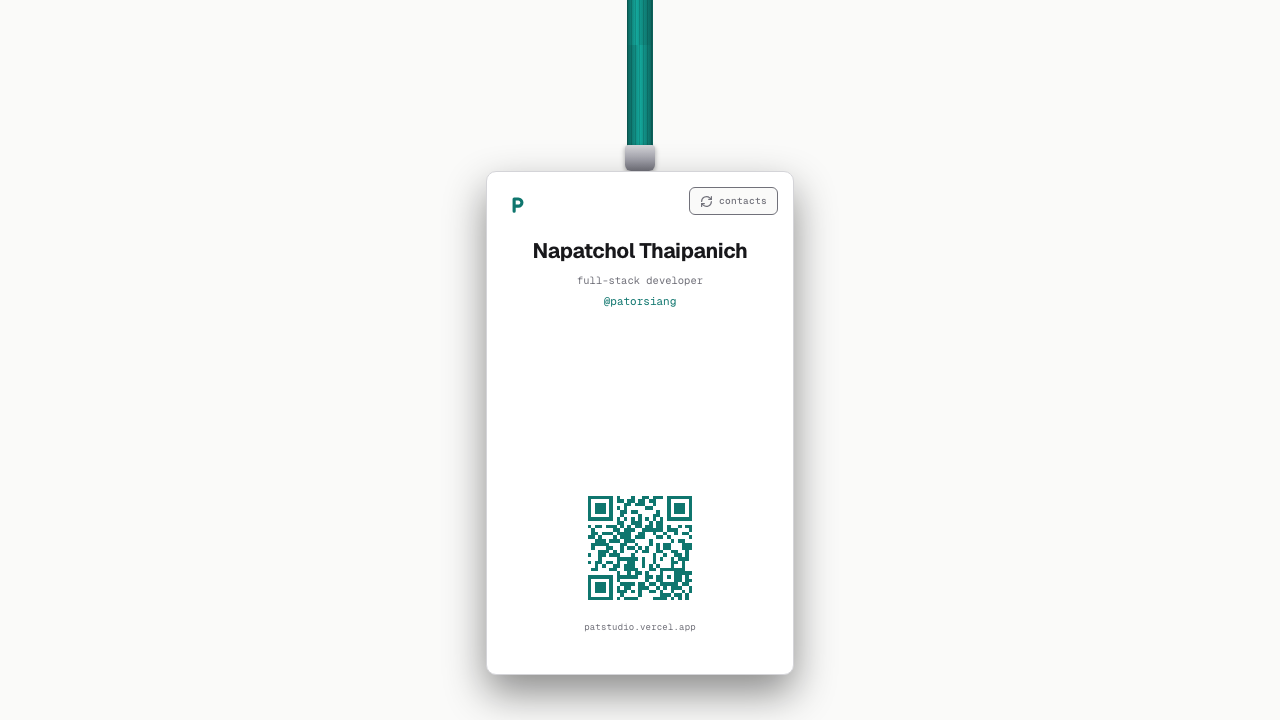 P
contacts
Napatchol Thaipanich
full-stack developer
@patorsiang
patstudio.vercel.app